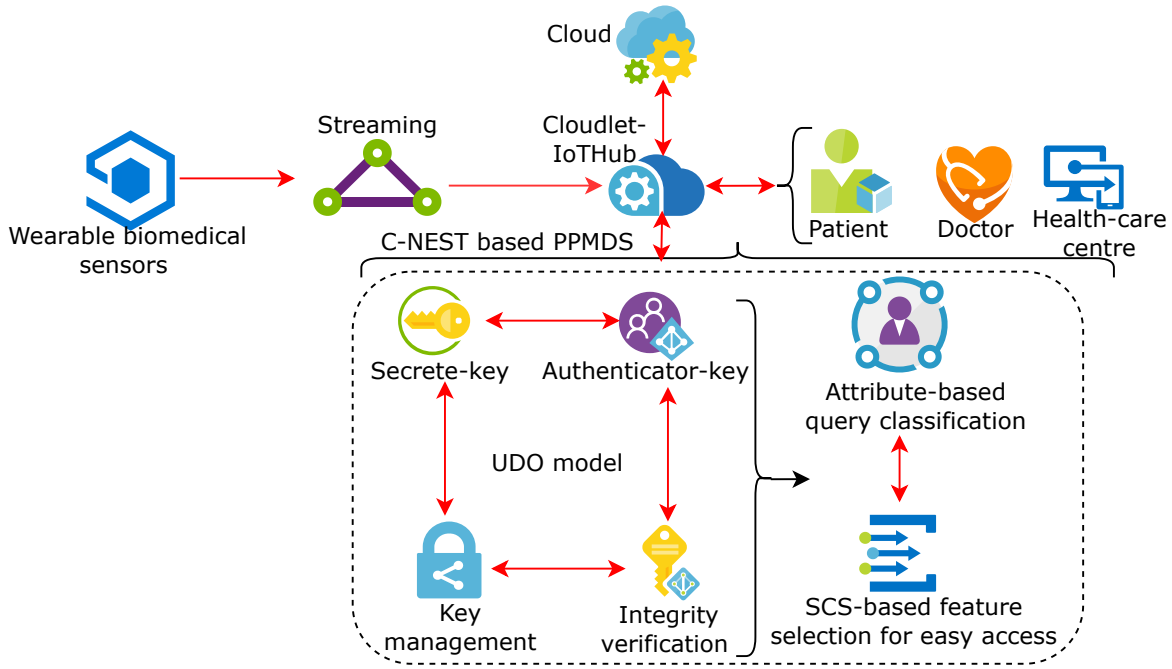 Cloud
Streaming
Cloudlet-
IoTHub
Wearable biomedical
sensors
Patient
Doctor
Health-care
centre
C-NEST based PPMDS
Secrete-key
Authenticator-key
Attribute-based
query classification
UDO model
Key
management
Integrity
verification
SCS-based feature
selection for easy access